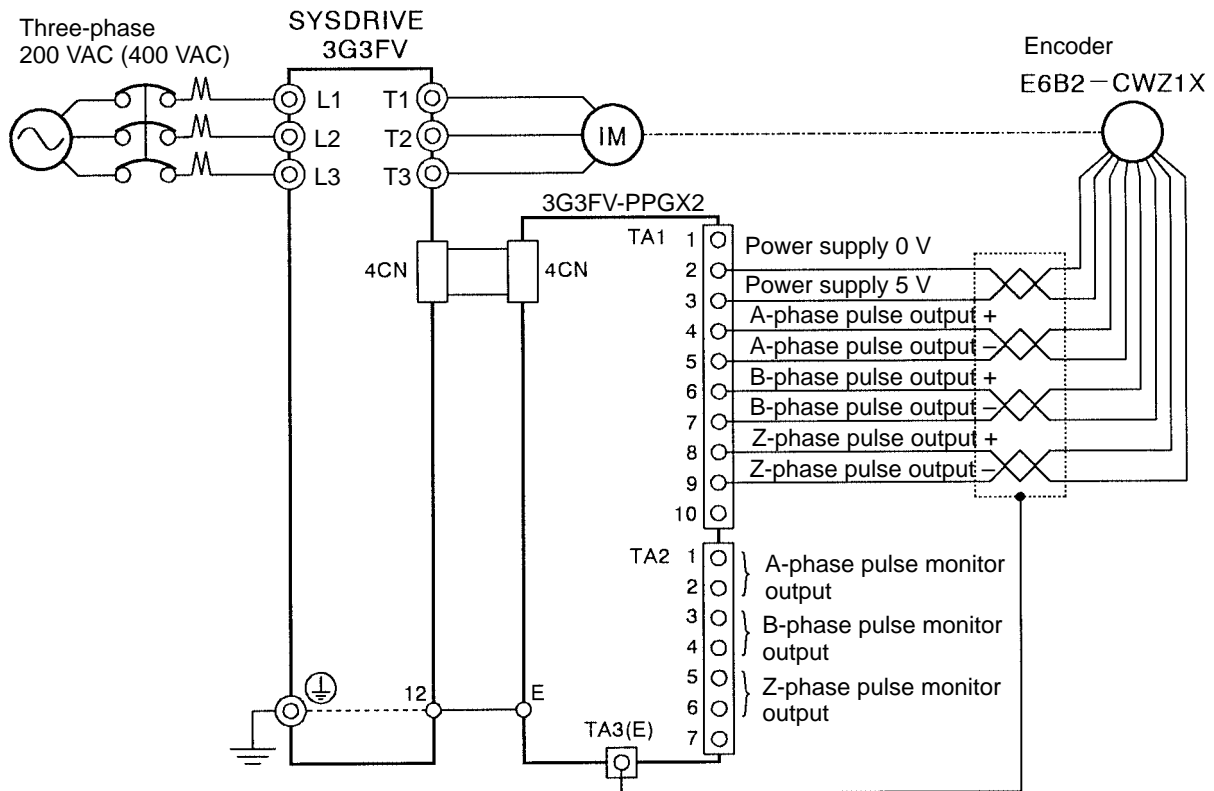 Three-phase
200 VAC (400 VAC)
SYSDRIVE
3G3FV
Encoder
E6B2-CWZ1X
L1
T1
L2
T2
IM
L3
T3
3G3FV-PPGX2
TA1
1
Power supply 0 V
4CN
4CN
2
Power supply 5 V
3
A-phase pulse output +
4
A-phase pulse output –
5
B-phase pulse output +
6
B-phase pulse output –
7
Z-phase pulse output +
8
Z-phase pulse output –
9
10
TA2
1
A-phase pulse monitor
2
output
3
B-phase pulse monitor
4
output
5
Z-phase pulse monitor
6
output
7
12
E
TA3(E)